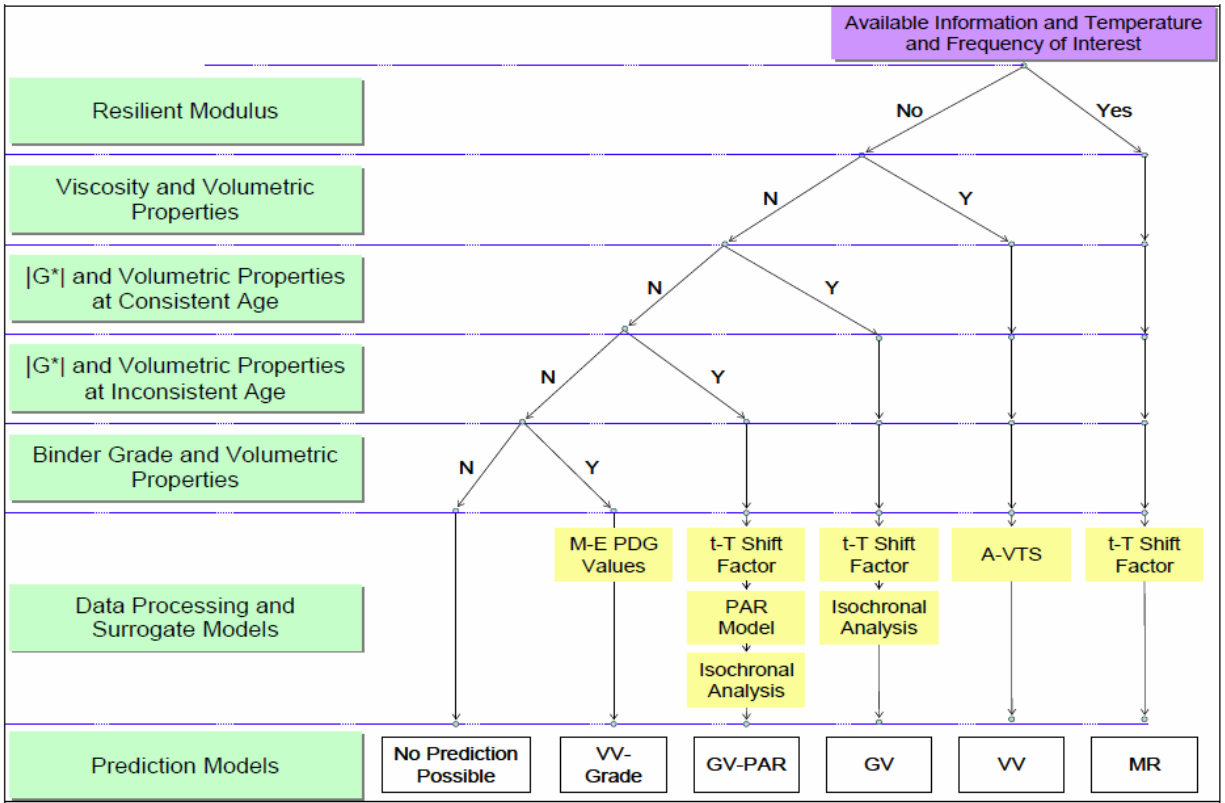 Available Information and Temperature
and Frequency of Interest
Resilient Modulus
No
Yes
Viscosity and Volumetric
Properties
N
Y
|G*| and Volumetric Properties
at Consistent Age
N
Y
|G*| and Volumetric Properties
at Inconsistent Age
N
Y
Binder Grade and Volumetric
Properties
N
Y
Data Processing and
Surrogate Models
M-E PDG
Values
t-T Shift
Factor
PAR
Model
Isochronal
Analysis
t-T Shift
Factor
Isochronal
Analysis
A-VTS
t-T Shift
Factor
Prediction Models
No Prediction
Possible
VV-
Grade
GV-PAR
GV
VV
MR